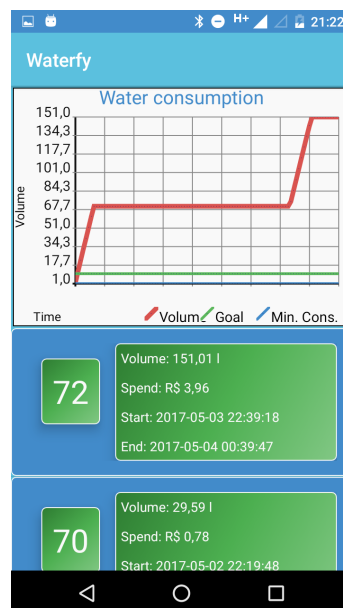 H+ 21:22
Waterfy
Water consumption
151,0
134,3
117,7
101,0
84,3
67,7
51,0
34,3
17,7
1,0
Volume
Time Volume Goal Min. Cons.
72
Volume: 151,01 l
Spend: R$ 3,96
Start: 2017-05-03 22:39:18
End: 2017-05-04 00:39:47
70
Volume: 29,59 l
Spend: R$ 0,78
Start: 2017-05-02 22:19:48